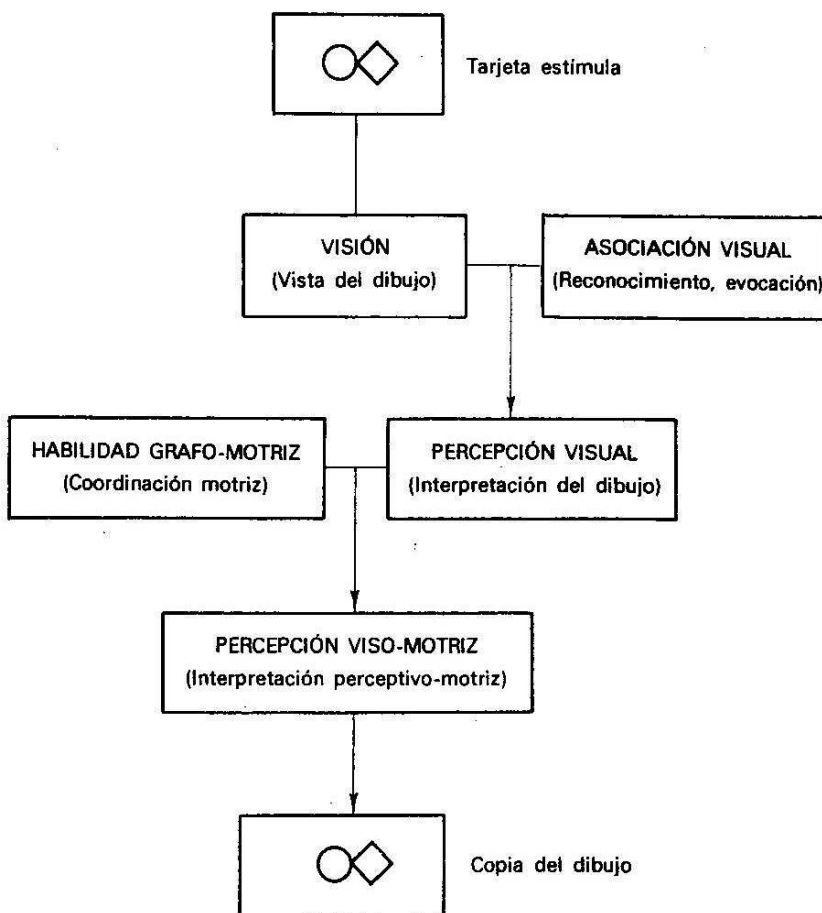 Tarjeta estímula
VISIÓN
(Vista del dibujo)
ASOCIACIÓN VISUAL
(Reconocimiento, evocación)
HABILIDAD GRAFO-MOTRIZ
(Coordinación motriz)
PERCEPCIÓN VISUAL
(Interpretación del dibujo)
PERCEPCIÓN VISO-MOTRIZ
(Interpretación perceptivo-motriz)
Copia del dibujo